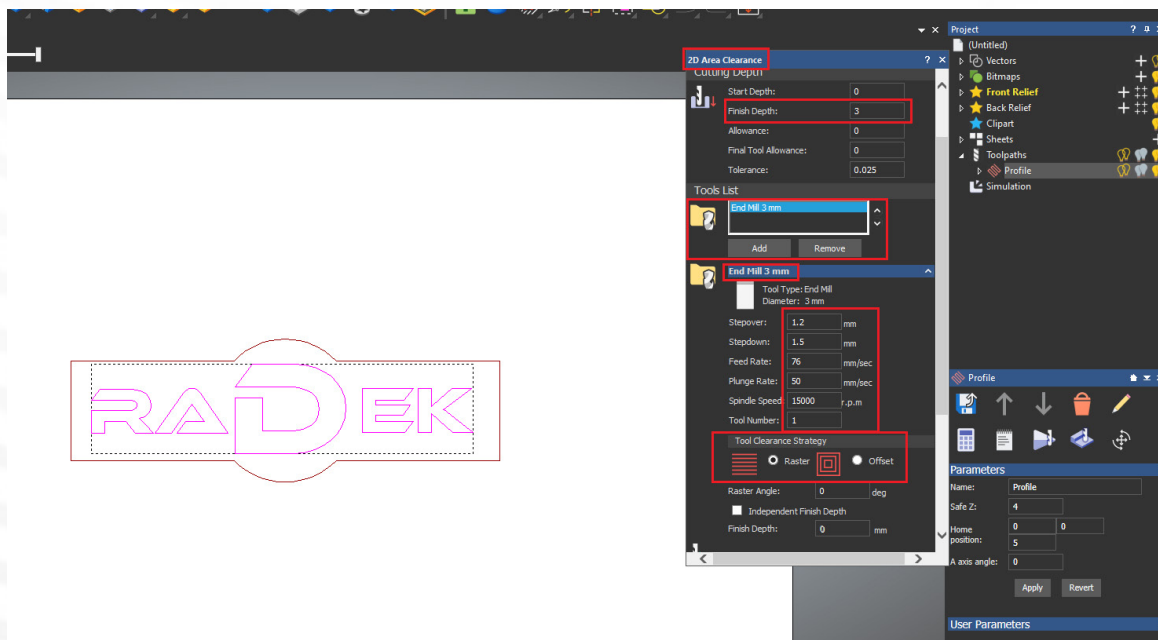 RADEK
2D Area Clearance ?
Cutting Depth
Start Depth: 0
Finish Depth: 3
Allowance: 0
Final Tool Allowance: 0
Tolerance: 0.025
Tools List
End Mill 3 mm
Add Remove
End Mill 3 mm
Tool Type: End Mill
Diameter: 3 mm
Stepover: 1.2 mm
Stepdown: 1.5 mm
Feed Rate: 76 mm/sec
Plunge Rate: 50 mm/sec
Spindle Speed 15000 r.p.m
Tool Number: 1
Tool Clearance Strategy
Raster Offset
Raster Angle: 0 deg
Independent Finish Depth
Finish Depth: 0 mm
Project ?
(Untitled)
Vectors
Bitmaps
Front Relief
Back Relief
Clipart
Sheets
Toolpaths
Profile
Simulation
Profile
Parameters
Name: Profile
Safe Z: 4
Home position: 0 0
5
A axis angle: 0
Apply Revert
User Parameters